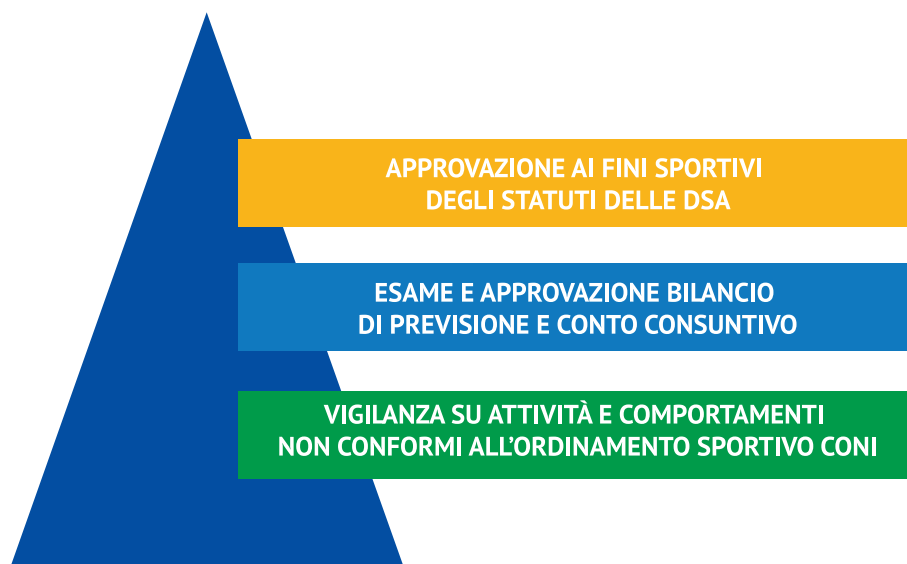 APPROVAZIONE AI FINI SPORTIVI
DEGLI STATUTI DELLE DSA
ESAME E APPROVAZIONE BILANCIO
DI PREVISIONE E CONTO CONSUNTIVO
VIGILANZA SU ATTIVITÀ E COMPORTAMENTI
NON CONFORMI ALL’ORDINAMENTO SPORTIVO CONI